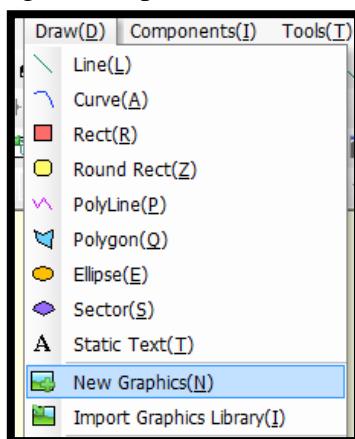 Draw(D) Components(I) Tools(T)
Line(L)
Curve(A)
Rect(R)
Round Rect(Z)
PolyLine(P)
Polygon(Q)
Ellipse(E)
Sector(S)
A Static Text(T)
New Graphics(N)
Import Graphics Library(I)